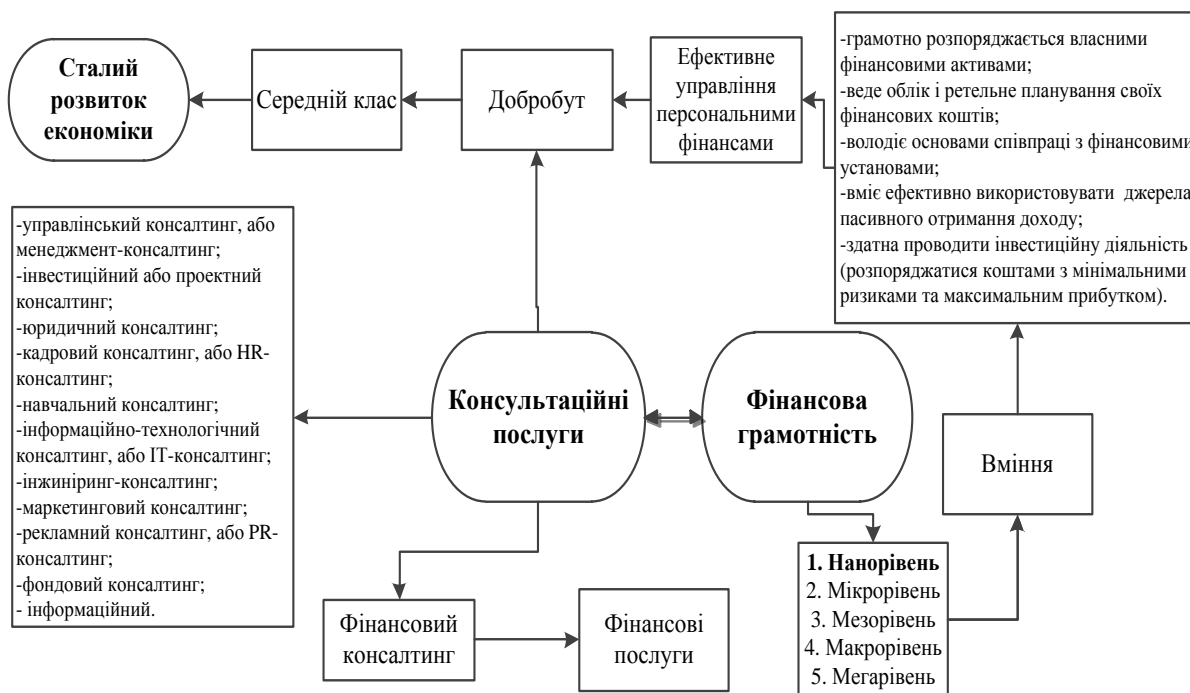 Сталий
розвиток
економіки
Середній клас
Добробут
Ефективне
управління
персональними
фінансами
-грамотно розпоряджається власними
фінансовими активами;
-веде облік і ретельне планування своїх
фінансових коштів;
-володіє основами співпраці з фінансовими
установами;
-вміє ефективно використовувати джерела
пасивного отримання доходу;
-здатна проводити інвестиційну діяльність
(розпоряджатися коштами з мінімальними
ризиками та максимальним прибутком).
-управлінський консалтинг, або
менеджмент-консалтинг;
-інвестиційний або проектний
консалтинг;
-юридичний консалтинг;
-кадровий консалтинг, або HR-
консалтинг;
-навчальний консалтинг;
-інформаційно-технологічний
консалтинг, або ІТ-консалтинг;
-інжиніринг-консалтинг;
-маркетинговий консалтинг;
-рекламний консалтинг, або PR-
консалтинг;
-фондовий консалтинг;
- інформаційний.
Консультаційні
послуги
Фінансова
грамотність
Вміння
1. Нанорівень
2. Мікрорівень
3. Мезорівень
4. Макрорівень
5. Мегарівень
Фінансовий
консалтинг
Фінансові
послуги